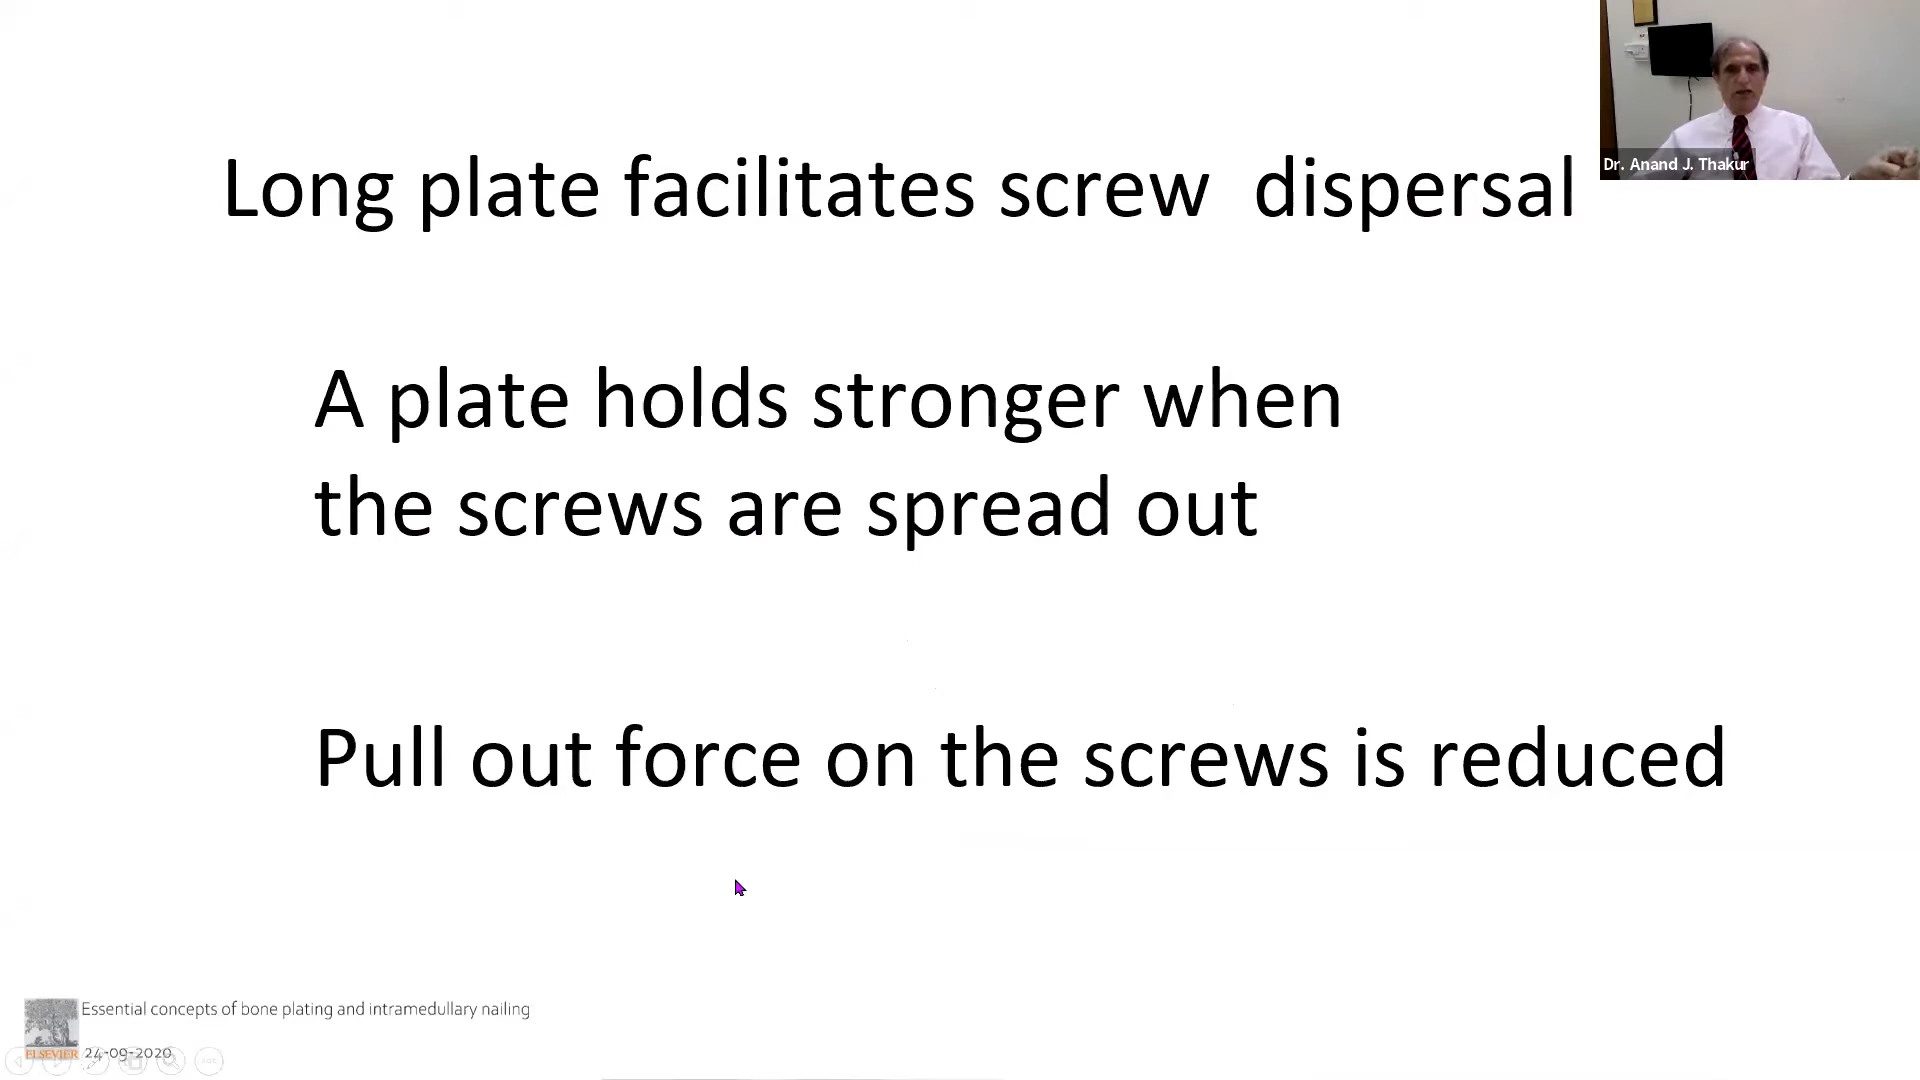 Long plate facilitates screw dispersal
Dr. Anand J. Thakur
A plate holds stronger when
the screws are spread out
Pull out force on the screws is reduced
Essential concepts of bone plating and intramedullary nailing
ELSEVIER
24-09-2020